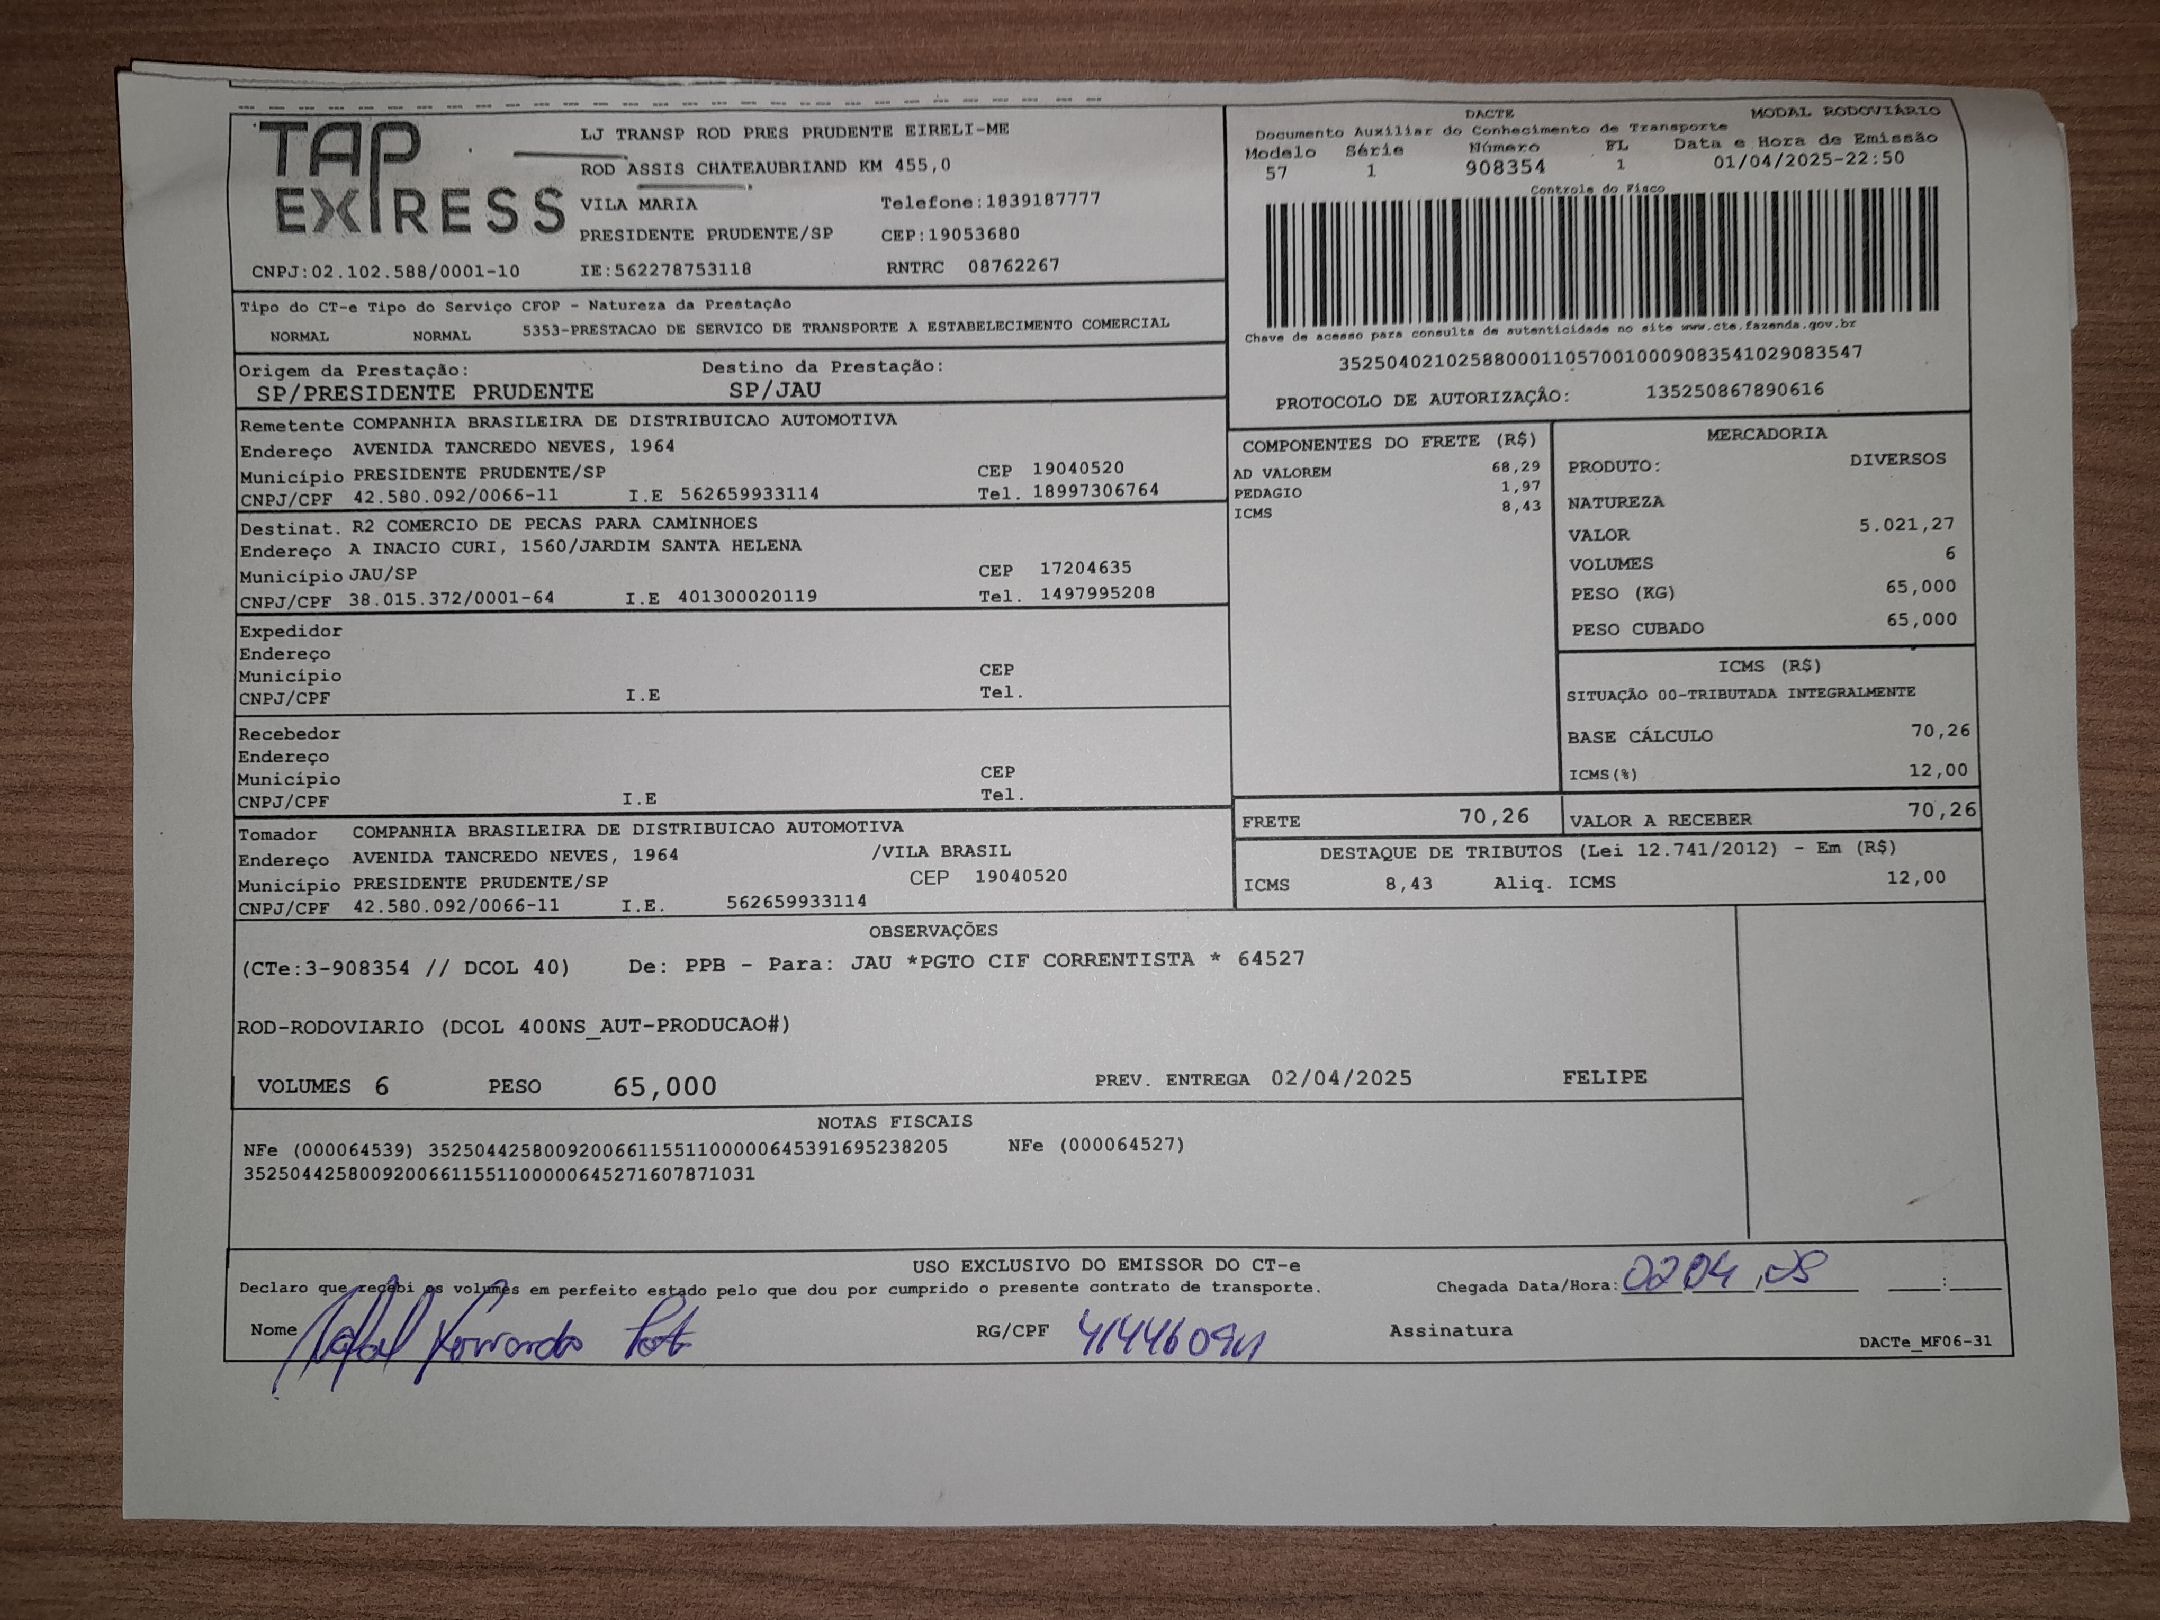 TAP EXPRESS
LJ TRANSP ROD PRES PRUDENTE EIRELI-ME
ROD ASSIS CHATEAUBRIAND KM 455,0
VILA MARIA Telefone:1839187777
PRESIDENTE PRUDENTE/SP CEP:19053680
CNPJ:02.102.588/0001-10 IE:562278753118 RNTRC 08762267
DACTE MODAL RODOVIÁRIO
Documento Auxiliar do Conhecimento de Transporte
Modelo Série Número FL Data e Hora de Emissão
57 1 908354 1 01/04/2025-22:50
Controle do Fisco
Chave de acesso para consulta de autenticidade no site www.cte.fazenda.gov.br
35250402102588000110570010009083541029083547
PROTOCOLO DE AUTORIZAÇÂO: 135250867890616
Tipo do CT-e Tipo do Serviço CFOP - Natureza da Prestação
NORMAL NORMAL 5353-PRESTACAO DE SERVICO DE TRANSPORTE A ESTABELECIMENTO COMERCIAL
Origem da Prestação: Destino da Prestação:
SP/PRESIDENTE PRUDENTE SP/JAU
Remetente COMPANHIA BRASILEIRA DE DISTRIBUICAO AUTOMOTIVA
Endereço AVENIDA TANCREDO NEVES, 1964
Município PRESIDENTE PRUDENTE/SP CEP 19040520
CNPJ/CPF 42.580.092/0066-11 I.E 562659933114 Tel. 18997306764
Destinat. R2 COMERCIO DE PECAS PARA CAMINHOES
Endereço A INACIO CURI, 1560/JARDIM SANTA HELENA
Município JAU/SP CEP 17204635
CNPJ/CPF 38.015.372/0001-64 I.E 401300020119 Tel. 1497995208
Expedidor
Endereço
Município CEP
CNPJ/CPF I.E Tel.
Recebedor
Endereço
Município CEP
CNPJ/CPF I.E Tel.
Tomador COMPANHIA BRASILEIRA DE DISTRIBUICAO AUTOMOTIVA
Endereço AVENIDA TANCREDO NEVES, 1964 /VILA BRASIL
Município PRESIDENTE PRUDENTE/SP CEP 19040520
CNPJ/CPF 42.580.092/0066-11 I.E. 562659933114
COMPONENTES DO FRETE (R$)
AD VALOREM 68,29
PEDAGIO 1,97
ICMS 8,43
MERCADORIA
PRODUTO: DIVERSOS
NATUREZA
VALOR 5.021,27
VOLUMES 6
PESO (KG) 65,000
PESO CUBADO 65,000
ICMS (R$)
SITUAÇÃO 00-TRIBUTADA INTEGRALMENTE
BASE CÁLCULO 70,26
ICMS(%) 12,00
FRETE 70,26 VALOR A RECEBER 70,26
DESTAQUE DE TRIBUTOS (Lei 12.741/2012) - Em (R$)
ICMS 8,43 Aliq. ICMS 12,00
OBSERVAÇÕES
(CTe:3-908354 // DCOL 40) De: PPB - Para: JAU *PGTO CIF CORRENTISTA * 64527
ROD-RODOVIARIO (DCOL 400NS_AUT-PRODUCAO#)
VOLUMES 6 PESO 65,000 PREV. ENTREGA 02/04/2025 FELIPE
NOTAS FISCAIS
NFe (000064539) 35250442580092006611551100000645391695238205 NFe (000064527)
35250442580092006611551100000645271607871031
USO EXCLUSIVO DO EMISSOR DO CT-e
Declaro que recebi os volumes em perfeito estado pelo que dou por cumprido o presente contrato de transporte. Chegada Data/Hora: 02 04 25 :
Nome RG/CPF Assinatura
DACTe_MF06-31